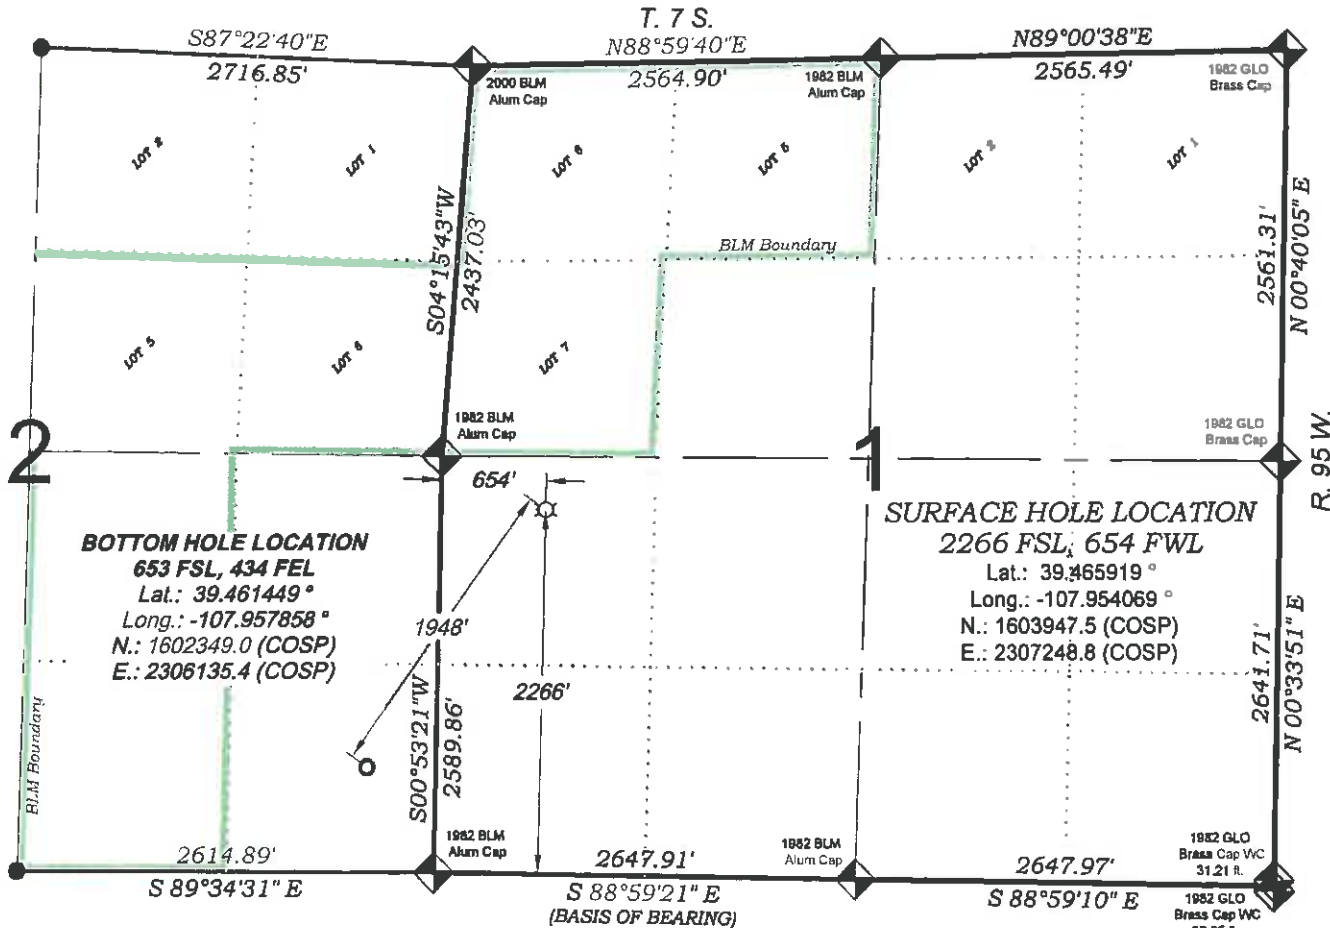 T. 7 S.
S87°22'40"E
N88°59'40"E
N89°00'38"E
2716.85'
2564.90'
2565.49'
2000 BLM
Alum Cap
1982 BLM
Alum Cap
1982 GLO
Brass Cap
LOT 2
LOT 1
LOT 6
LOT 5
LOT 2
LOT 1
S04°15'43"W
2437.03'
BLM Boundary
2561.31'
N 00°40'05" E
LOT 5
LOT 6
LOT 7
1982 BLM
Alum Cap
1982 GLO
Brass Cap
2
1
R. 95 W.
654'
BOTTOM HOLE LOCATION
653 FSL, 434 FEL
Lat.: 39.461449 °
Long.: -107.957858 °
N.: 1602349.0 (COSP)
E.: 2306135.4 (COSP)
SURFACE HOLE LOCATION
2266 FSL, 654 FWL
Lat.: 39.465919 °
Long.: -107.954069 °
N.: 1603947.5 (COSP)
E.: 2307248.8 (COSP)
1948'
2266'
BLM Boundary
S00°53'21"W
2589.86'
2641.71'
N 00°33'51" E
1982 BLM
Alum Cap
1982 BLM
Alum Cap
1982 GLO
Brass Cap WC
31.21 ft.
2614.89'
2647.91'
2647.97'
S 89°34'31" E
S 88°59'21" E
S 88°59'10" E
(BASIS OF BEARING)
1982 GLO
Brass Cap WC